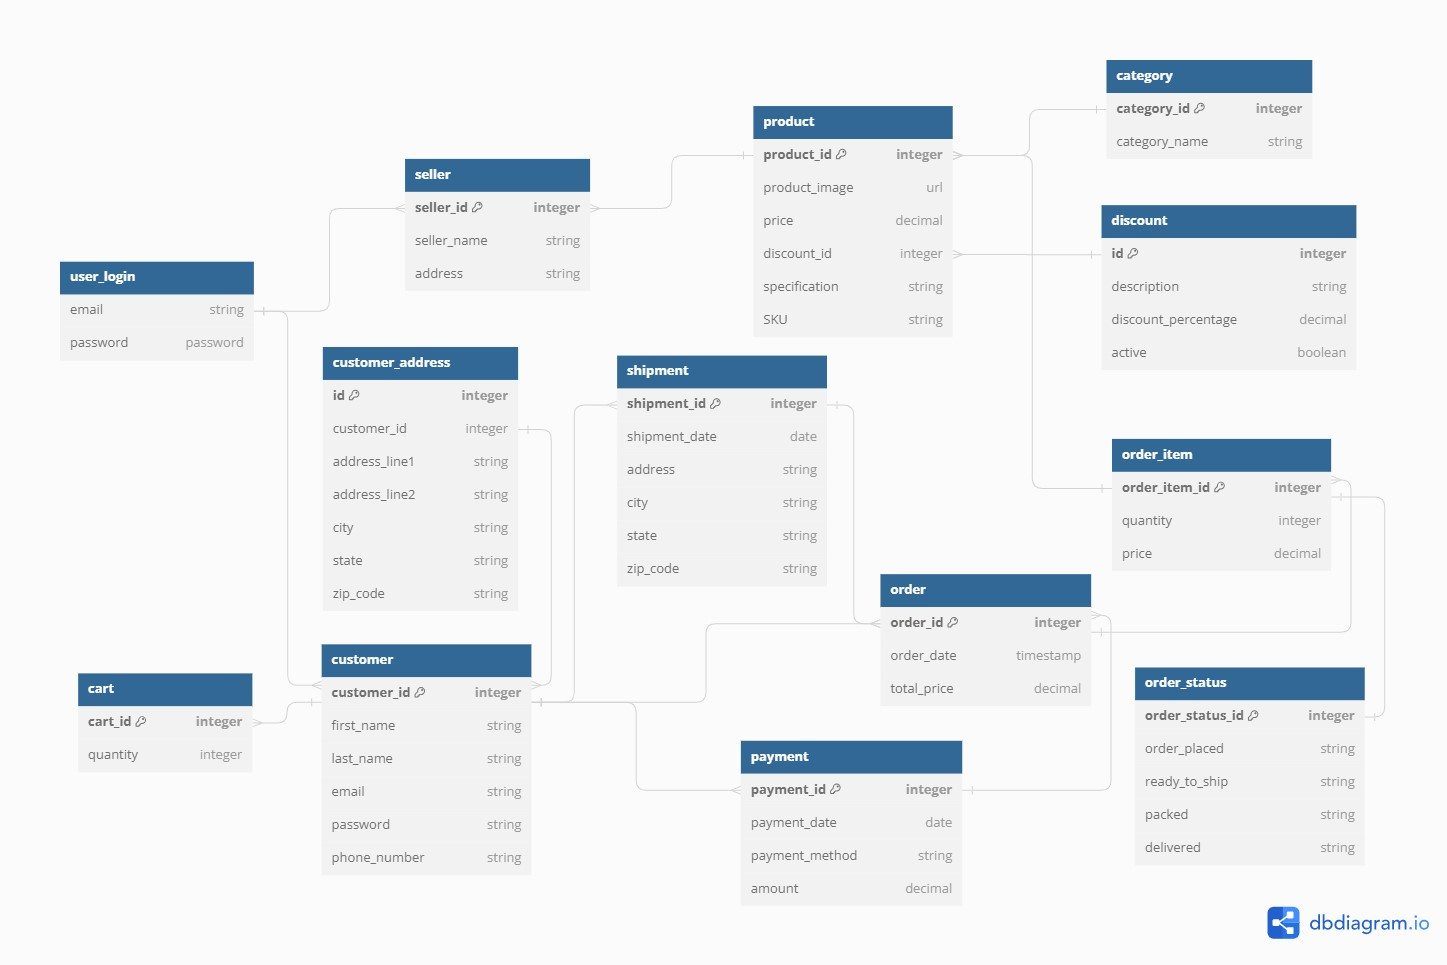 category
category_id integer
category_name string
product
product_id integer
product_image url
price decimal
discount_id integer
specification string
SKU string
seller
seller_id integer
seller_name string
address string
discount
id integer
description string
discount_percentage decimal
active boolean
user_login
email string
password password
customer_address
id integer
customer_id integer
address_line1 string
address_line2 string
city string
state string
zip_code string
shipment
shipment_id integer
shipment_date date
address string
city string
state string
zip_code string
order_item
order_item_id integer
quantity integer
price decimal
order
order_id integer
order_date timestamp
total_price decimal
customer
customer_id integer
first_name string
last_name string
email string
password string
phone_number string
cart
cart_id integer
quantity integer
order_status
order_status_id integer
order_placed string
ready_to_ship string
packed string
delivered string
payment
payment_id integer
payment_date date
payment_method string
amount decimal
dbdiagram.io